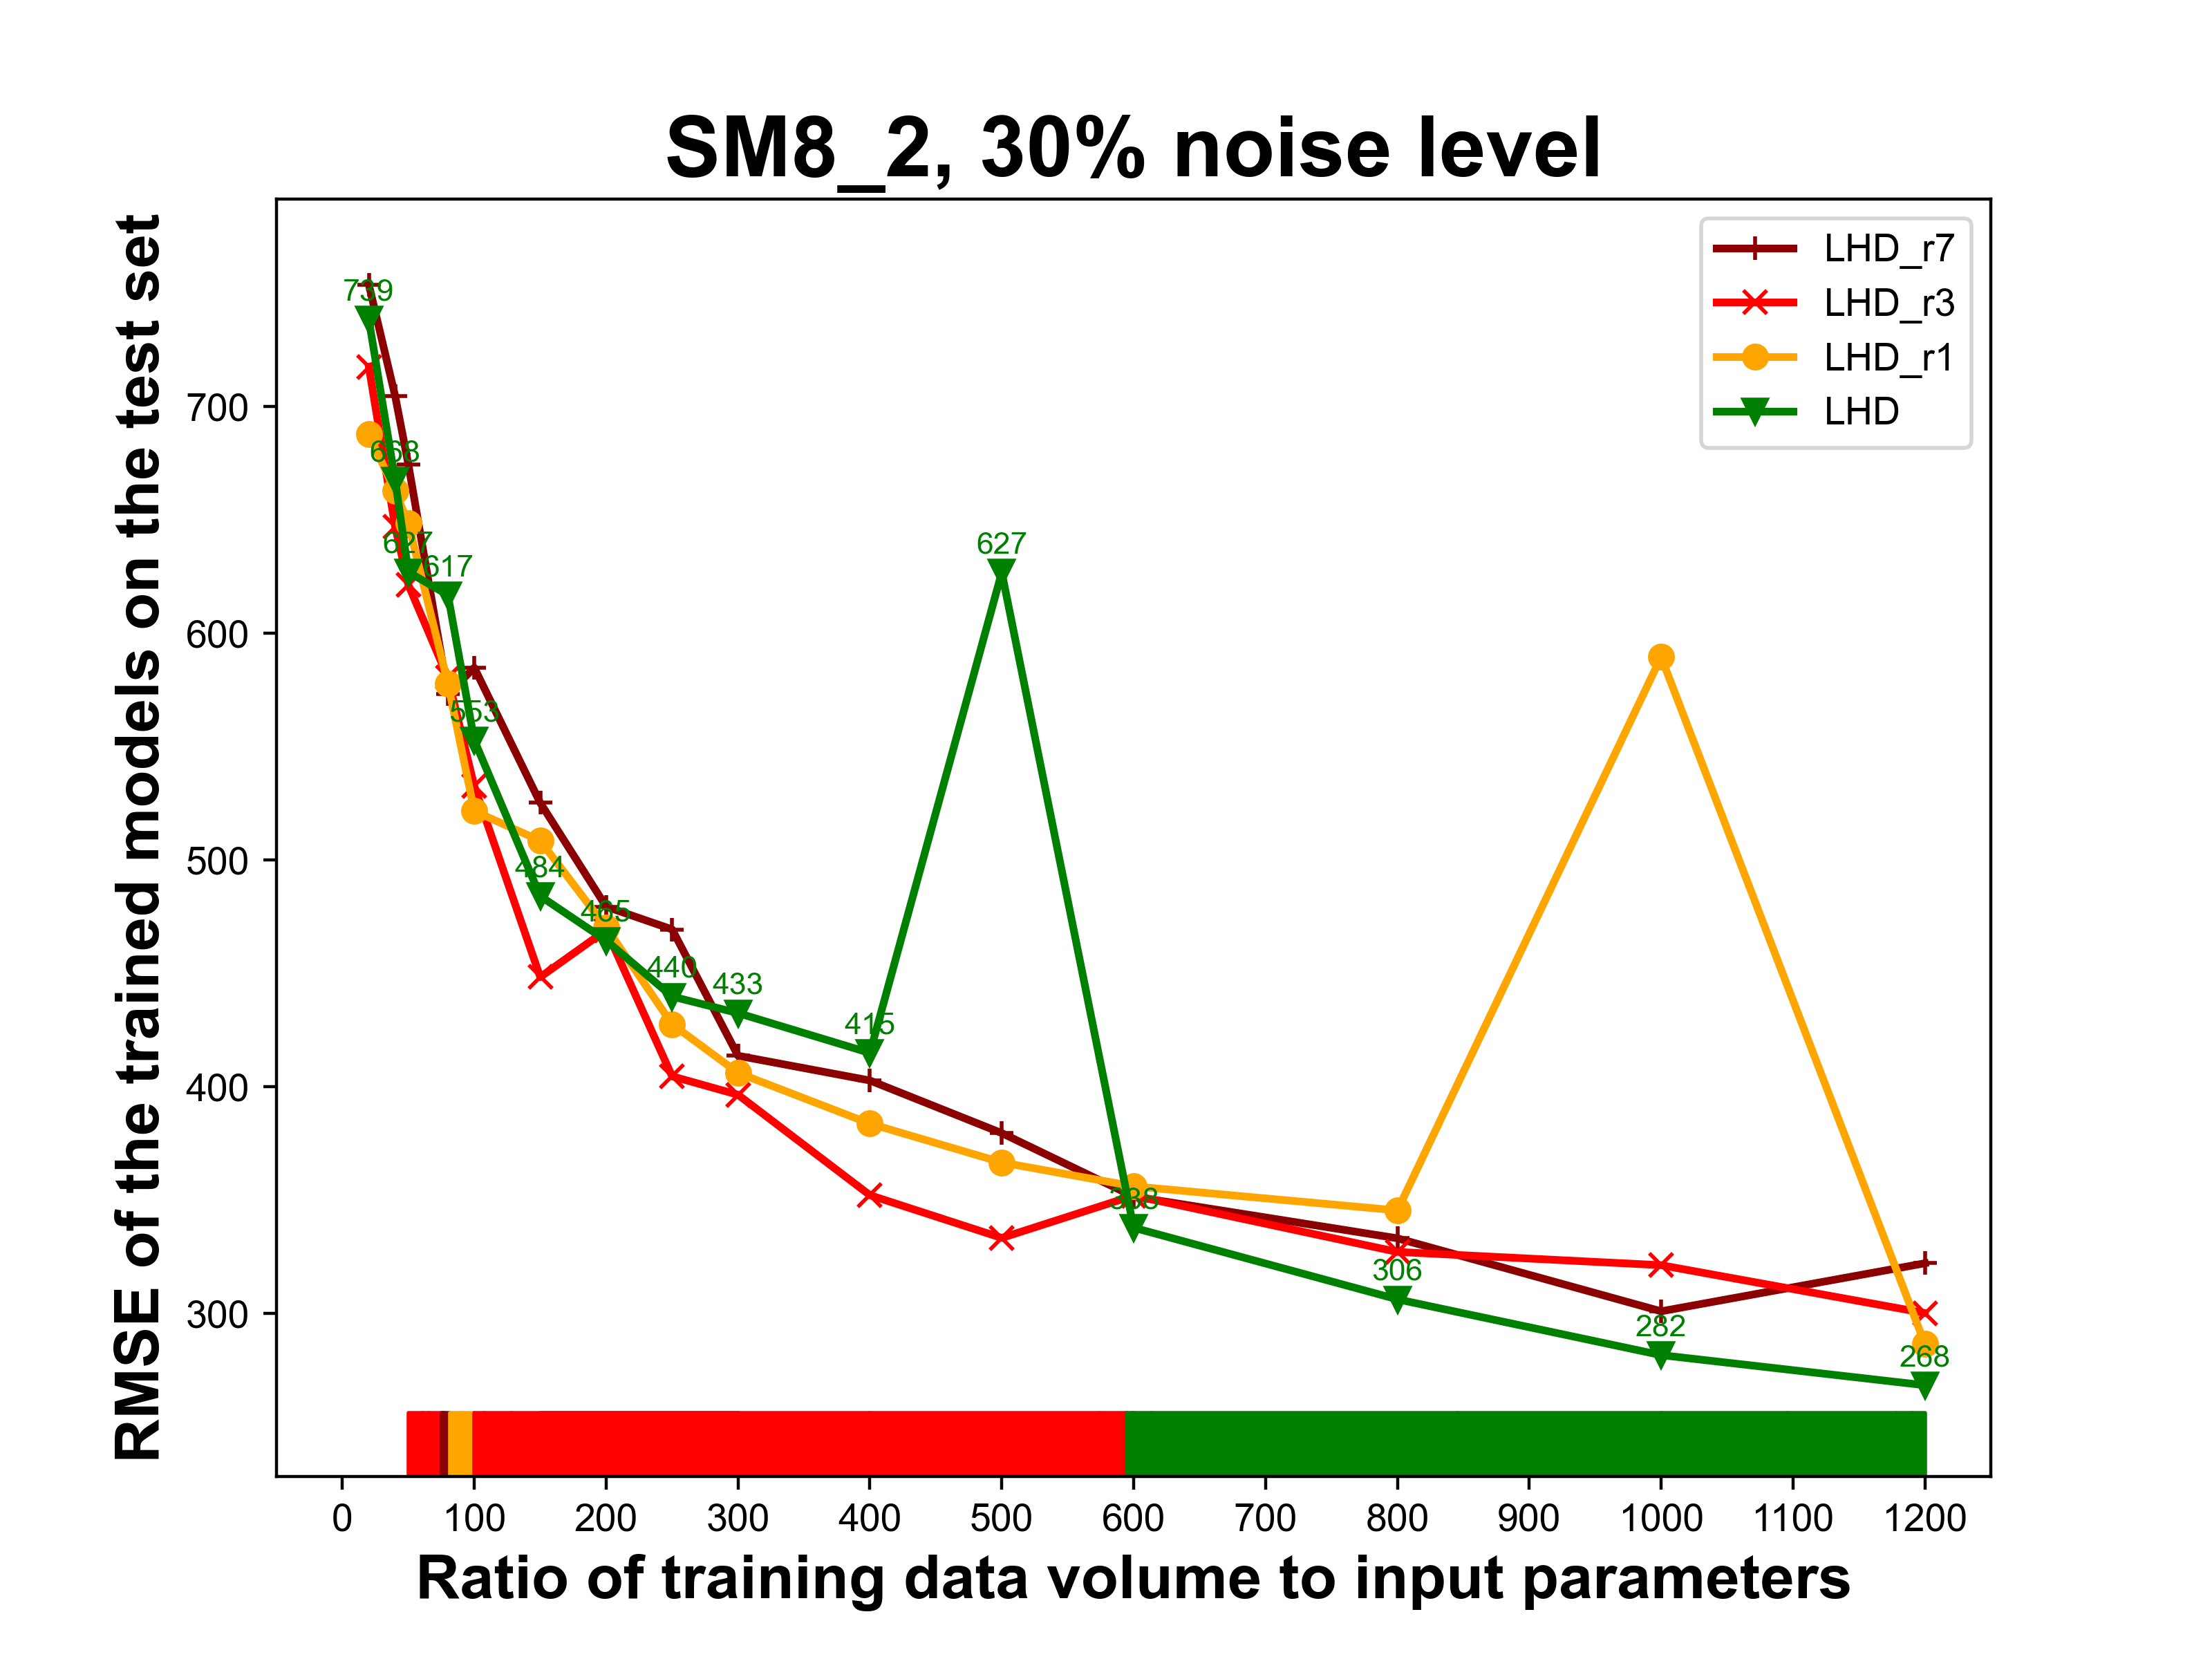 SM8_2, 30% noise level
RMSE of the trained models on the test set
700
600
500
400
300
LHD_r7
LHD_r3
LHD_r1
LHD
739
668
627
617
553
484
465
440
433
415
627
338
306
282
268
0 100 200 300 400 500 600 700 800 900 1000 1100 1200
Ratio of training data volume to input parameters